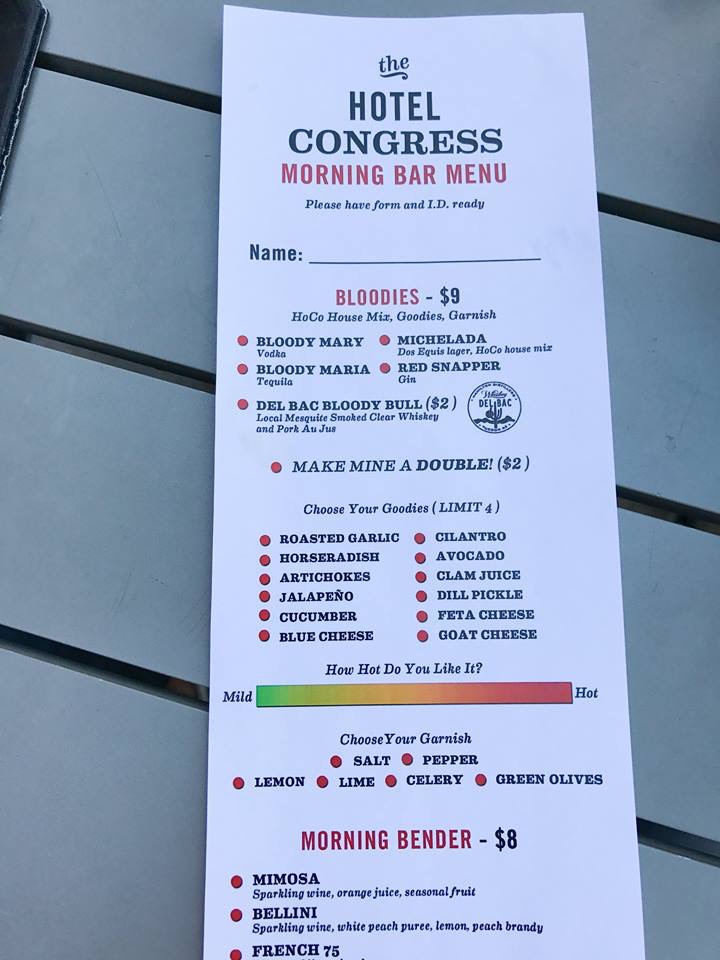 the
HOTEL
CONGRESS
MORNING BAR MENU
Please have form and I.D. ready
Name:
BLOODIES - $9
HoCo House Mix, Goodies, Garnish
BLOODY MARY
Vodka
MICHELADA
Dos Equis lager, HoCo house mix
BLOODY MARIA
Tequila
RED SNAPPER
Gin
DEL BAC BLOODY BULL ($2 )
Local Mesquite Smoked Clear Whiskey
and Pork Au Jus
Whiskey
DEL BAC
MAKE MINE A DOUBLE! ($2 )
Choose Your Goodies ( LIMIT 4 )
ROASTED GARLIC
HORSERADISH
ARTICHOKES
JALAPEÑO
CUCUMBER
BLUE CHEESE
CILANTRO
AVOCADO
CLAM JUICE
DILL PICKLE
FETA CHEESE
GOAT CHEESE
How Hot Do You Like It?
Mild Hot
Choose Your Garnish
SALT PEPPER
LEMON LIME CELERY GREEN OLIVES
MORNING BENDER - $8
MIMOSA
Sparkling wine, orange juice, seasonal fruit
BELLINI
Sparkling wine, white peach puree, lemon, peach brandy
FRENCH 75